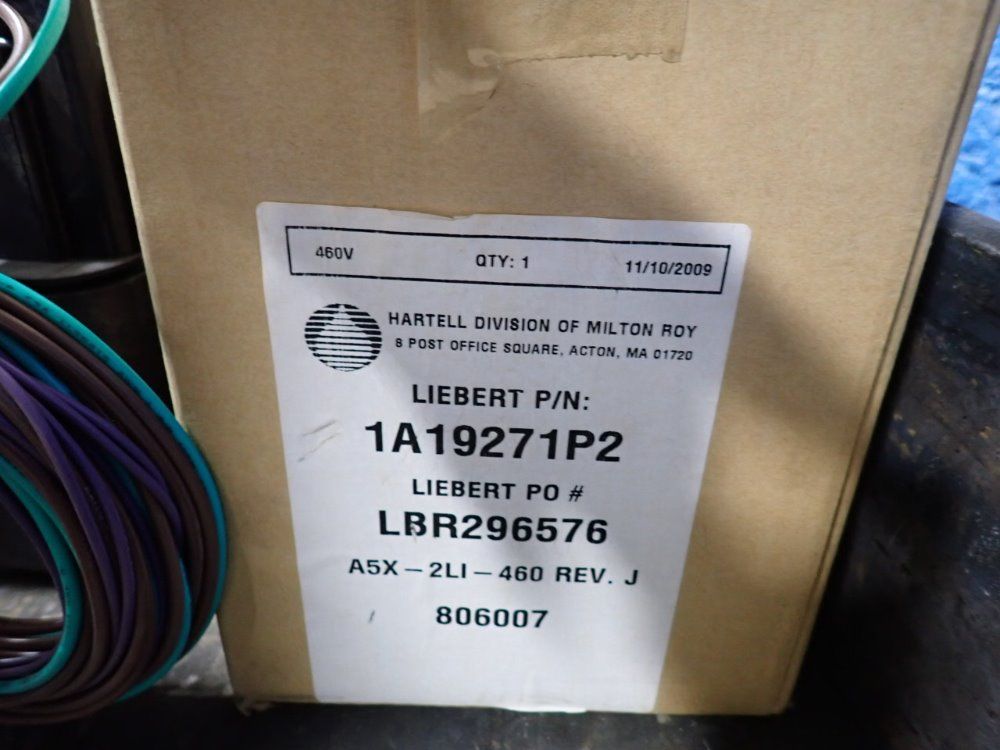 460V QTY: 1 11/10/2009
HARTELL DIVISION OF MILTON ROY
8 POST OFFICE SQUARE, ACTON, MA 01720
LIEBERT P/N:
1A19271P2
LIEBERT PO #
LBR296576
A5X - 2LI - 460 REV. J
806007